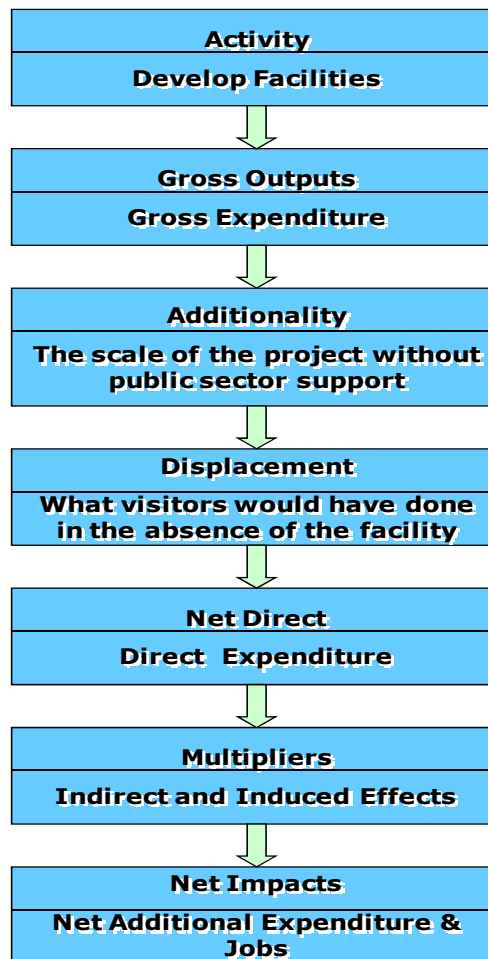 Activity
Develop Facilities
Gross Outputs
Gross Expenditure
Additionality
The scale of the project without
public sector support
Displacement
What visitors would have done
in the absence of the facility
Net Direct
Direct Expenditure
Multipliers
Indirect and Induced Effects
Net Impacts
Net Additional Expenditure &
Jobs